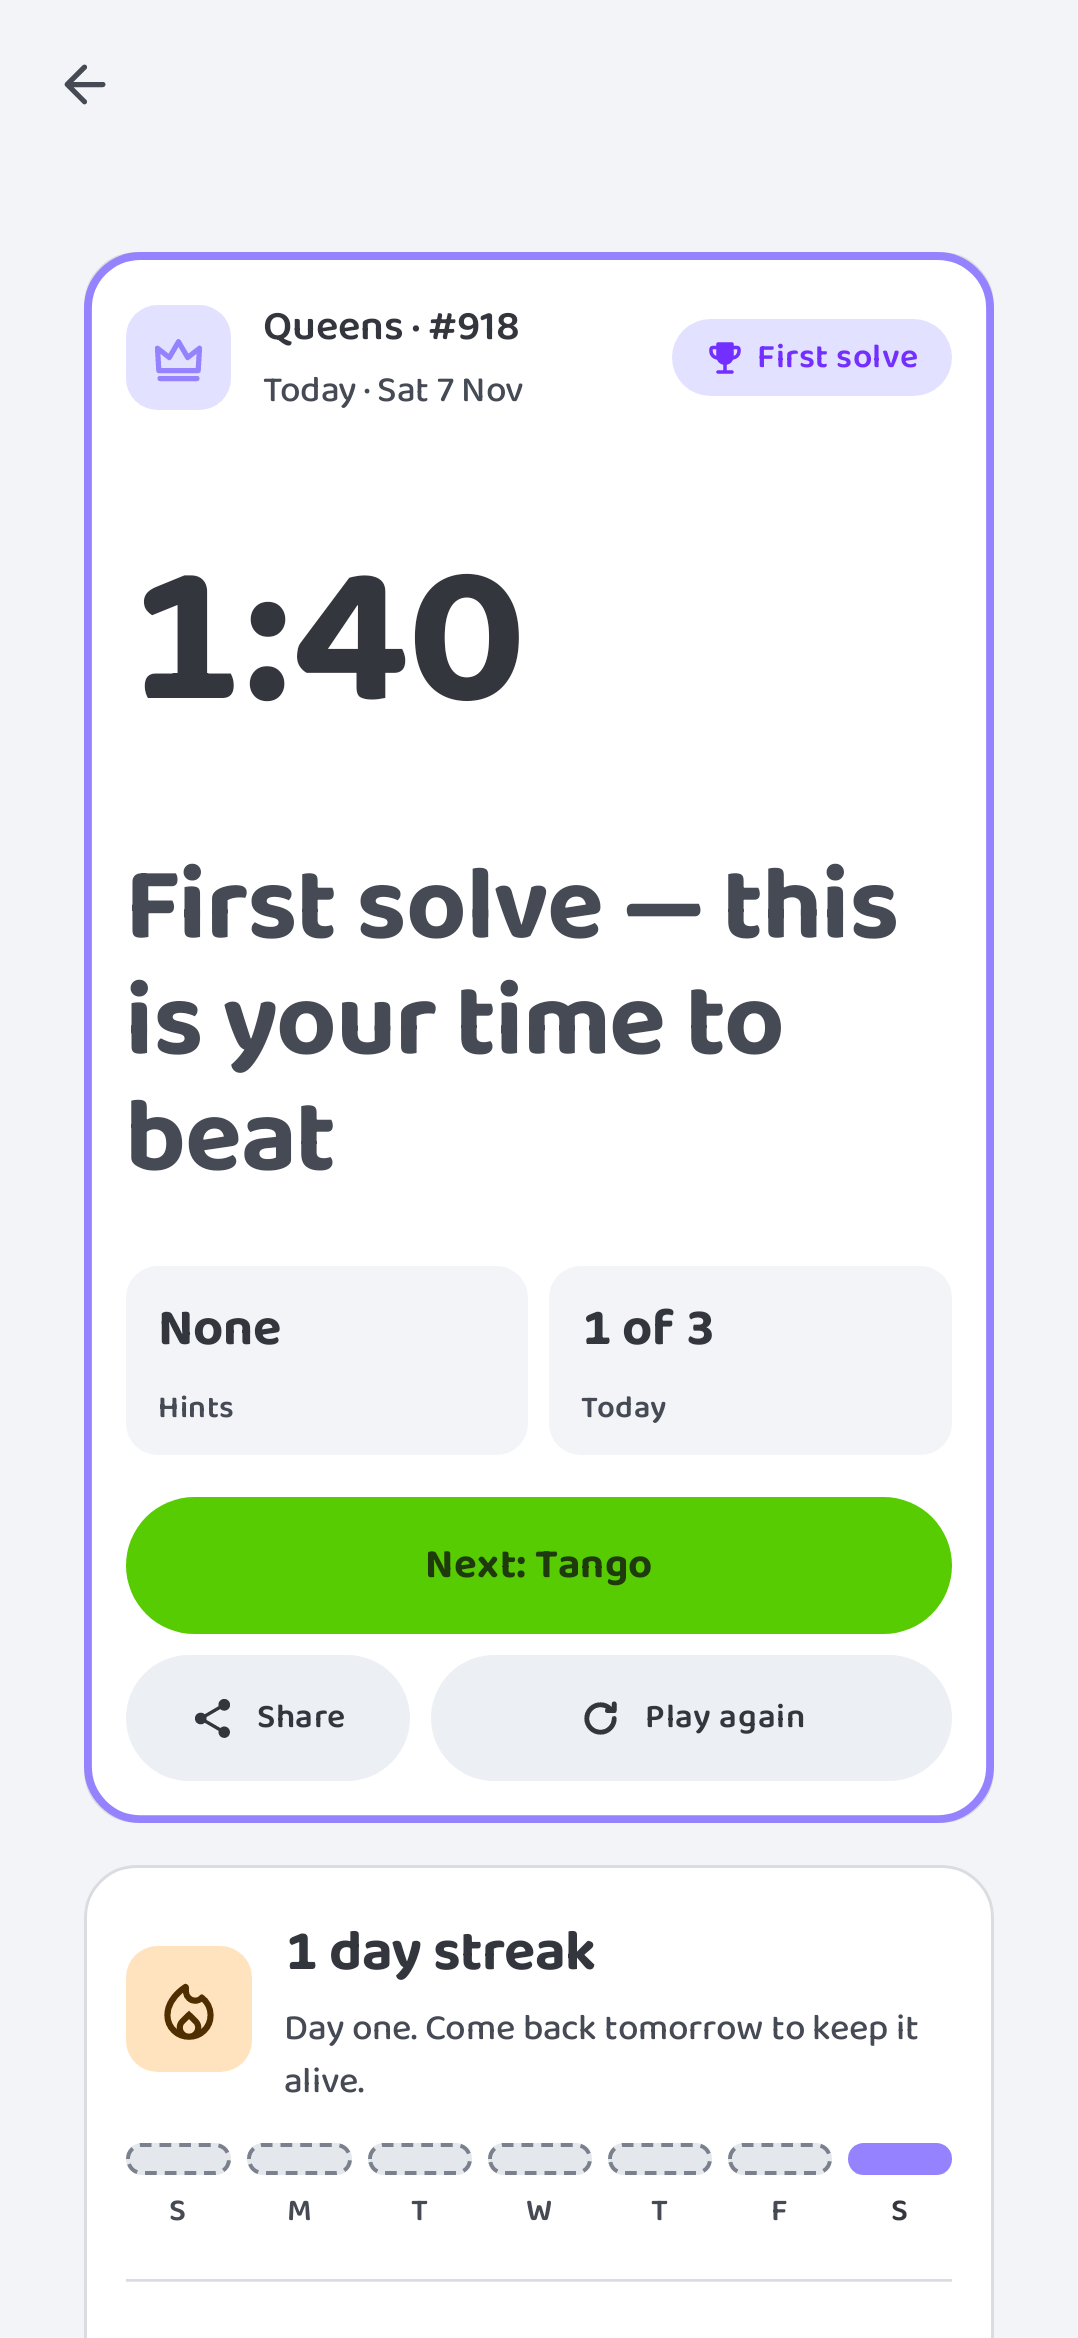 Queens · #918
Today · Sat 7 Nov
First solve
1:40
First solve — this
is your time to
beat
None
Hints
1 of 3
Today
Next: Tango
Share
Play again
1 day streak
Day one. Come back tomorrow to keep it
alive.
S M T W T F S